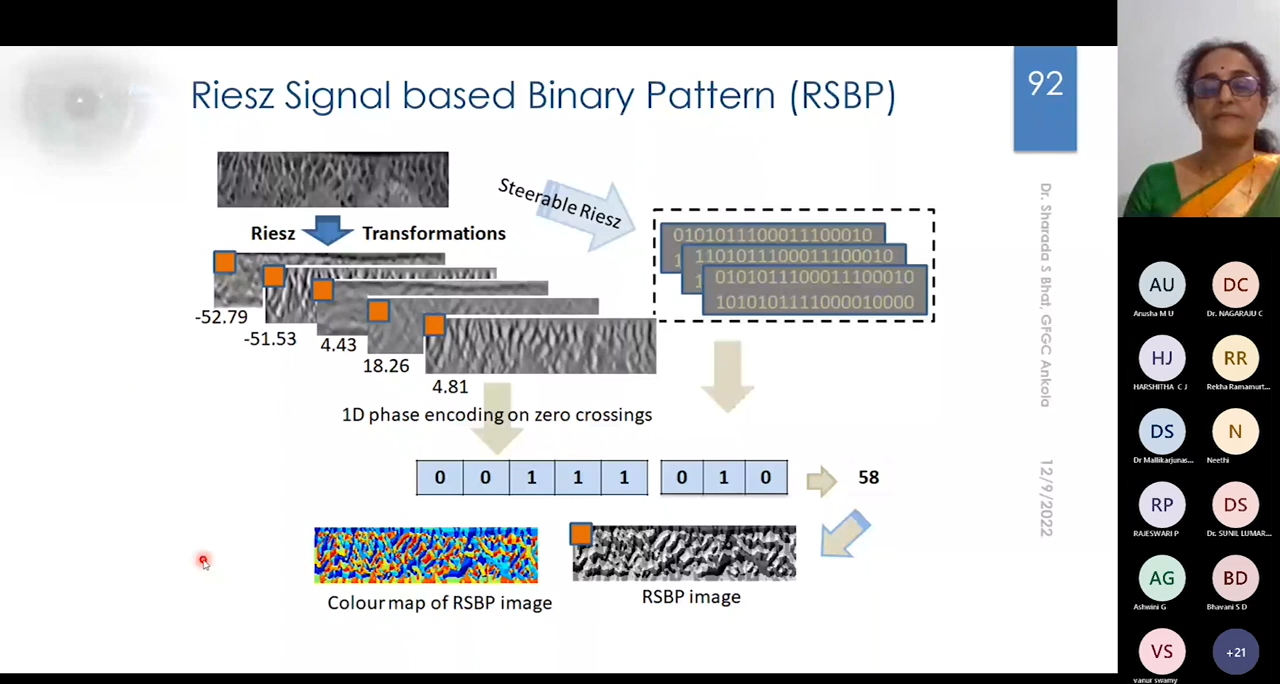 Riesz Signal based Binary Pattern (RSBP)
92
Steerable Riesz
Riesz Transformations
0101011100011100010
1
1101011100011100010
1
0101011100011100010
1010101111000010000
-52.79
-51.53
4.43
18.26
4.81
1D phase encoding on zero crossings
0 0 1 1 1 0 1 0 58
Colour map of RSBP image
RSBP image
Dr. Sharada S Bhat, GFGC Ankola
12/9/2022
AU
Anusha M U
DC
Dr. NAGARAJU C
HJ
HARSHITHA C J
RR
Rekha Ramamurt...
DS
Dr Mallikarjunas...
N
Neethi
RP
RAJESWARI P
DS
Dr. SUNIL LUMAR...
AG
Ashwini G
BD
Bhavani S D
VS
vanur swamy
+21